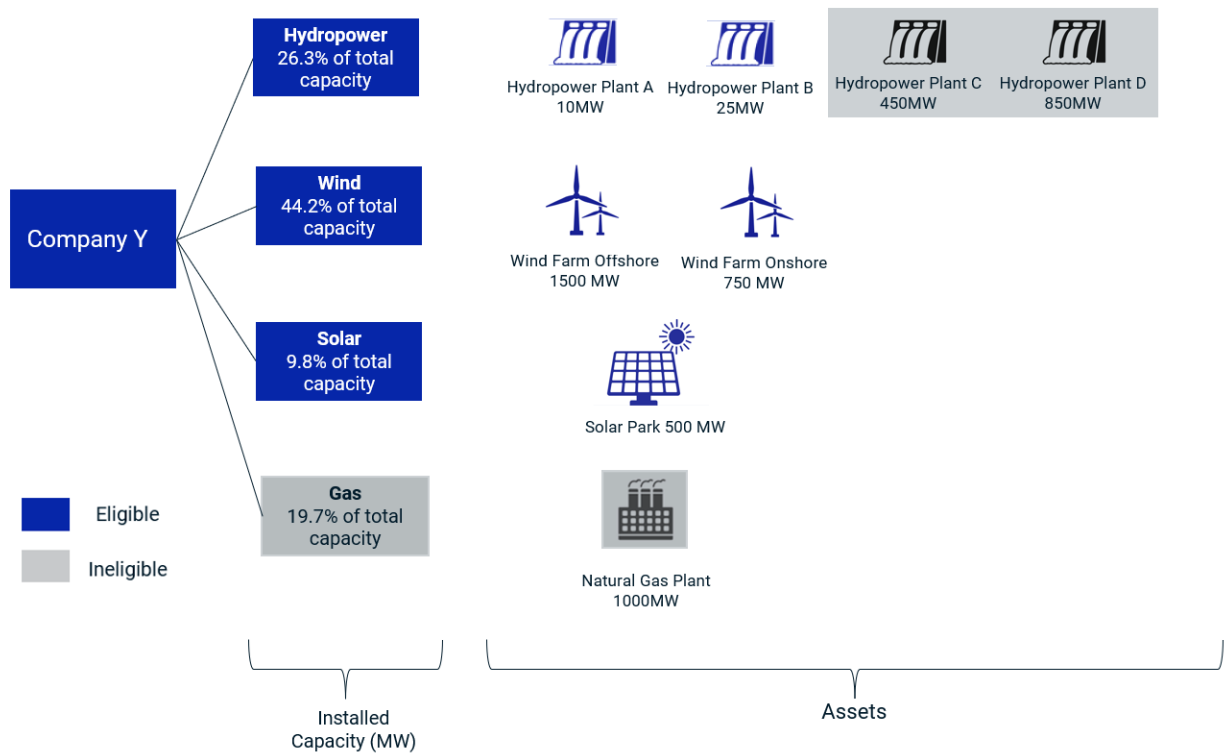 Company Y
Hydropower
26.3% of total
capacity
Hydropower Plant A
10MW
Hydropower Plant B
25MW
Hydropower Plant C
450MW
Hydropower Plant D
850MW
Wind
44.2% of total
capacity
Wind Farm Offshore
1500 MW
Wind Farm Onshore
750 MW
Solar
9.8% of total
capacity
Solar Park 500 MW
Gas
19.7% of total
capacity
Natural Gas Plant
1000MW
Eligible
Ineligible
Installed
Capacity (MW)
Assets